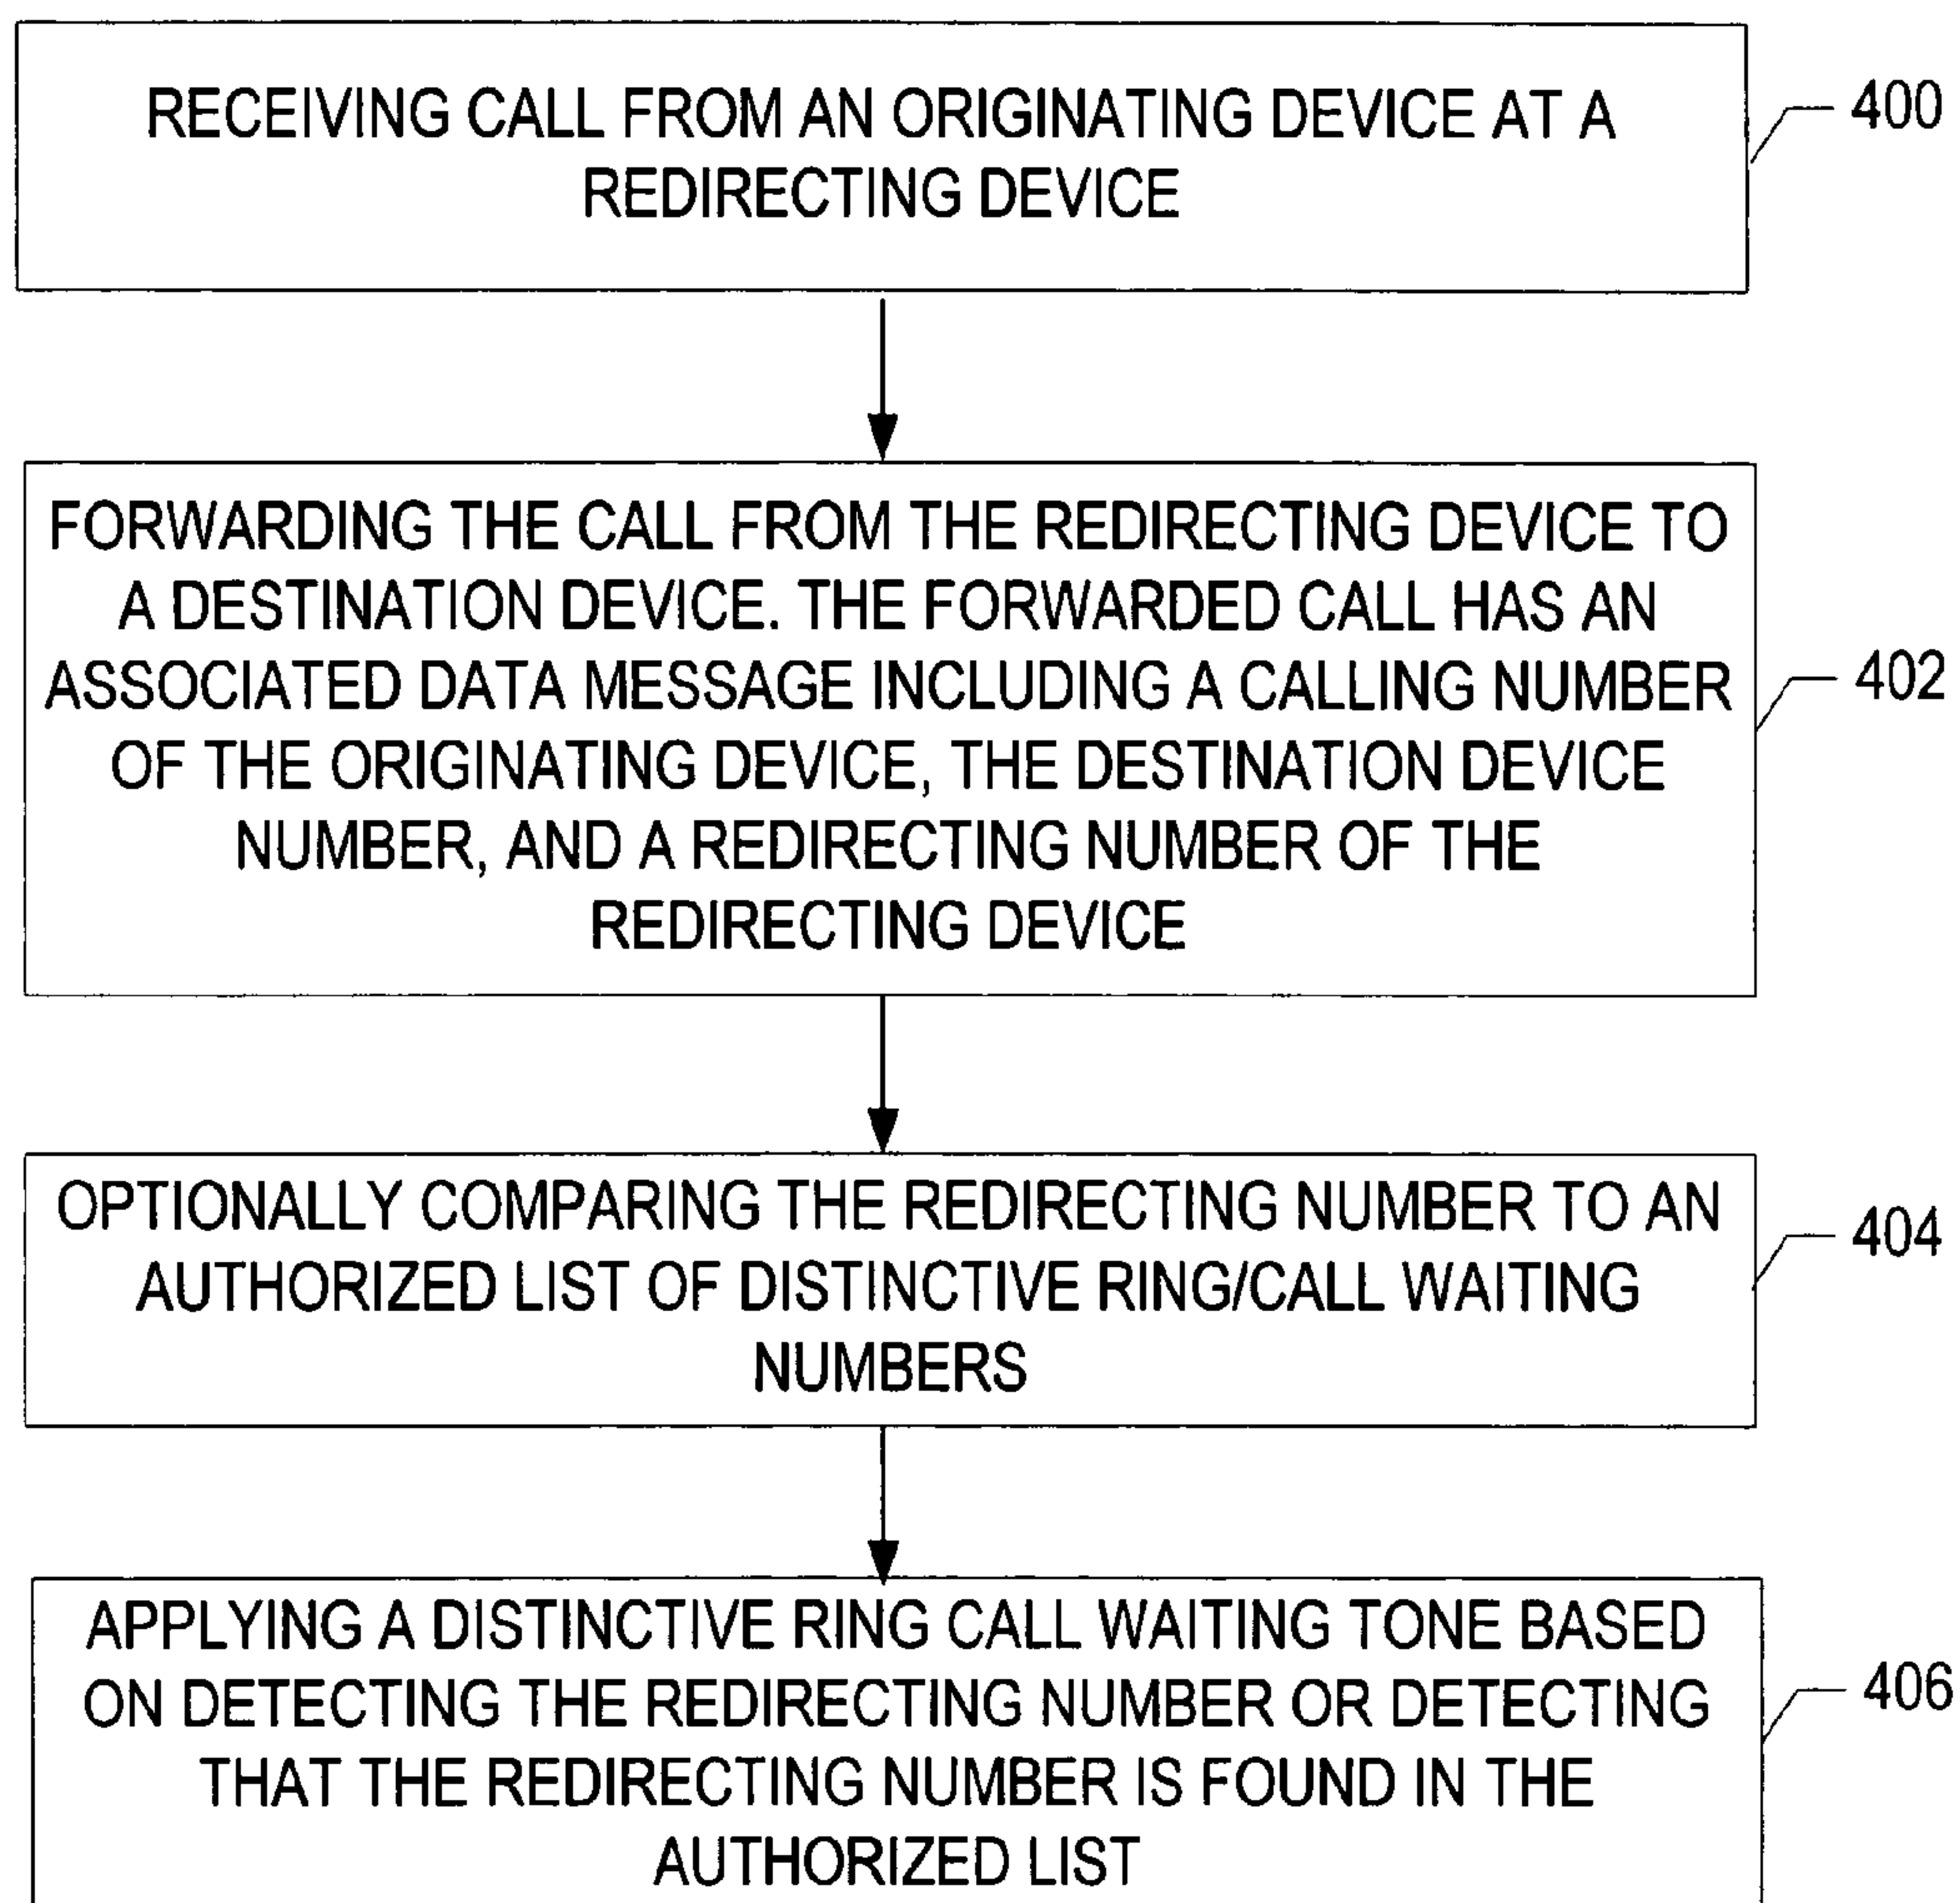 RECEIVING CALL FROM AN ORIGINATING DEVICE AT A
REDIRECTING DEVICE
400
FORWARDING THE CALL FROM THE REDIRECTING DEVICE TO
A DESTINATION DEVICE. THE FORWARDED CALL HAS AN
ASSOCIATED DATA MESSAGE INCLUDING A CALLING NUMBER
OF THE ORIGINATING DEVICE, THE DESTINATION DEVICE
NUMBER, AND A REDIRECTING NUMBER OF THE
REDIRECTING DEVICE
402
OPTIONALLY COMPARING THE REDIRECTING NUMBER TO AN
AUTHORIZED LIST OF DISTINCTIVE RING/CALL WAITING
NUMBERS
404
APPLYING A DISTINCTIVE RING CALL WAITING TONE BASED
ON DETECTING THE REDIRECTING NUMBER OR DETECTING
THAT THE REDIRECTING NUMBER IS FOUND IN THE
AUTHORIZED LIST
406